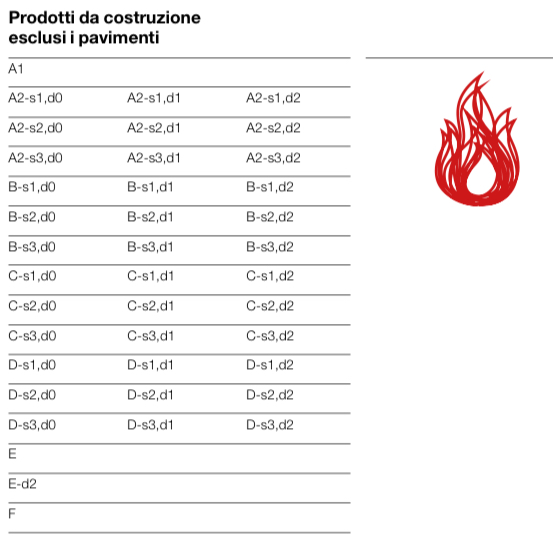 Prodotti da costruzione
esclusi i pavimenti
A1
A2-s1,d0 A2-s1,d1 A2-s1,d2
A2-s2,d0 A2-s2,d1 A2-s2,d2
A2-s3,d0 A2-s3,d1 A2-s3,d2
B-s1,d0 B-s1,d1 B-s1,d2
B-s2,d0 B-s2,d1 B-s2,d2
B-s3,d0 B-s3,d1 B-s3,d2
C-s1,d0 C-s1,d1 C-s1,d2
C-s2,d0 C-s2,d1 C-s2,d2
C-s3,d0 C-s3,d1 C-s3,d2
D-s1,d0 D-s1,d1 D-s1,d2
D-s2,d0 D-s2,d1 D-s2,d2
D-s3,d0 D-s3,d1 D-s3,d2
E
E-d2
F